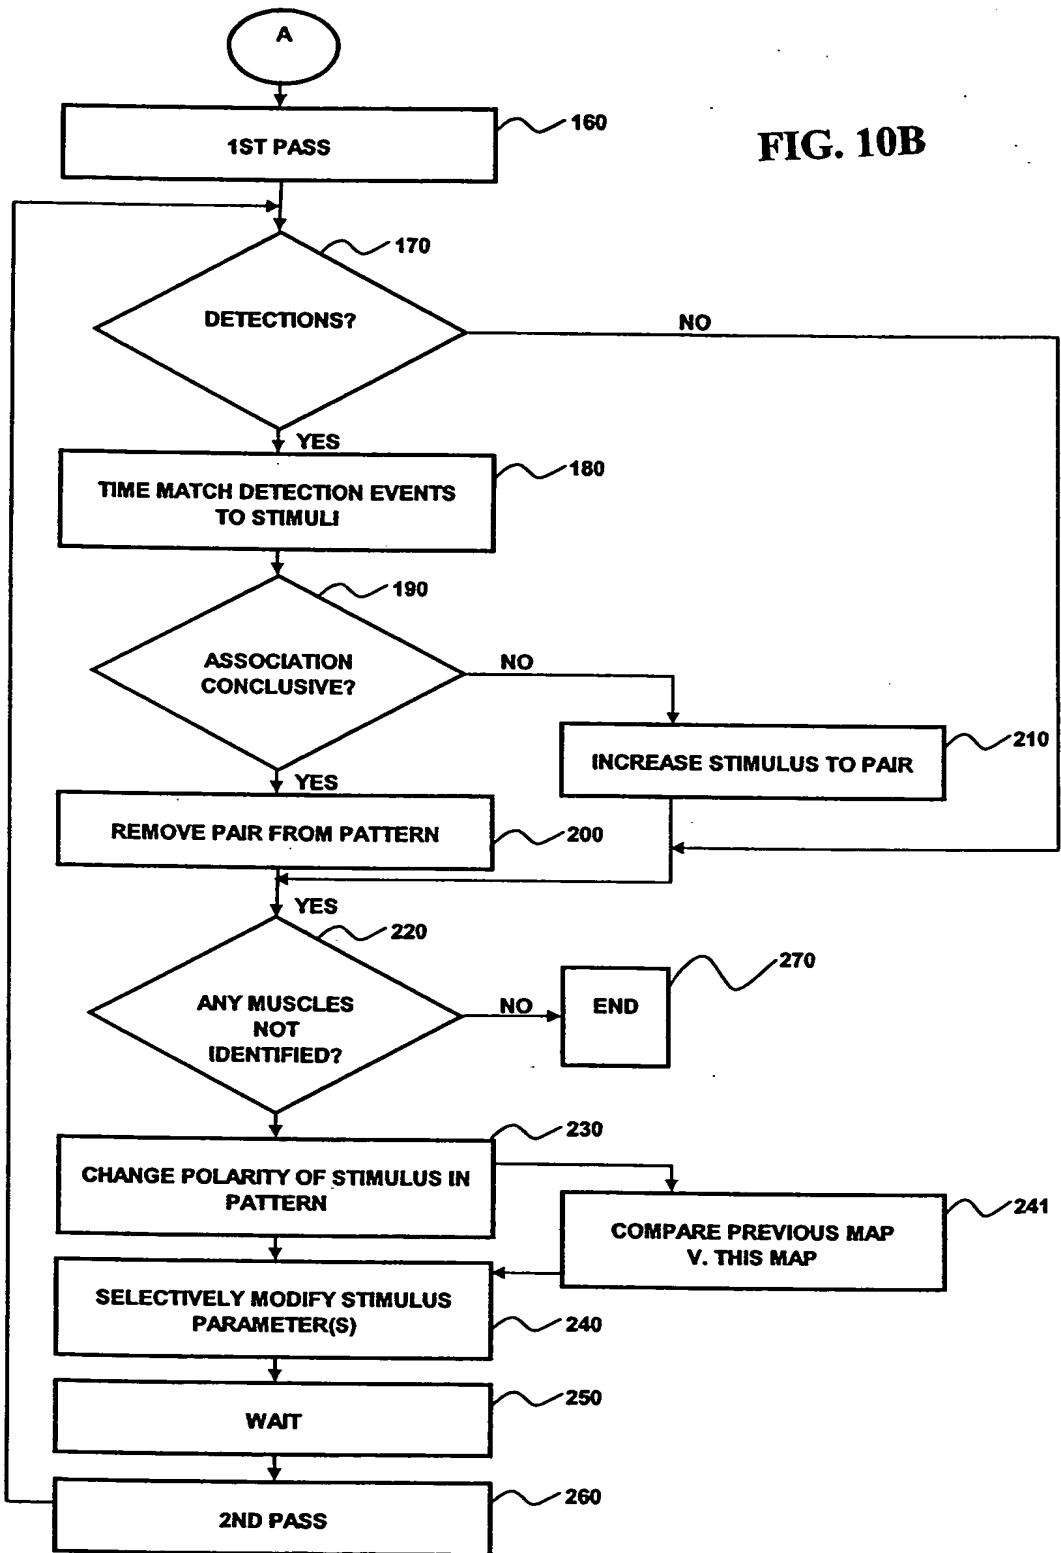 A
1ST PASS
160
FIG. 10B
170
DETECTIONS?
NO
YES
180
TIME MATCH DETECTION EVENTS
TO STIMULI
190
ASSOCIATION
CONCLUSIVE?
NO
210
INCREASE STIMULUS TO PAIR
YES
REMOVE PAIR FROM PATTERN
200
YES
220
270
ANY MUSCLES
NOT
IDENTIFIED?
NO
END
230
CHANGE POLARITY OF STIMULUS IN
PATTERN
241
COMPARE PREVIOUS MAP
V. THIS MAP
SELECTIVELY MODIFY STIMULUS
PARAMETER(S)
240
250
WAIT
260
2ND PASS